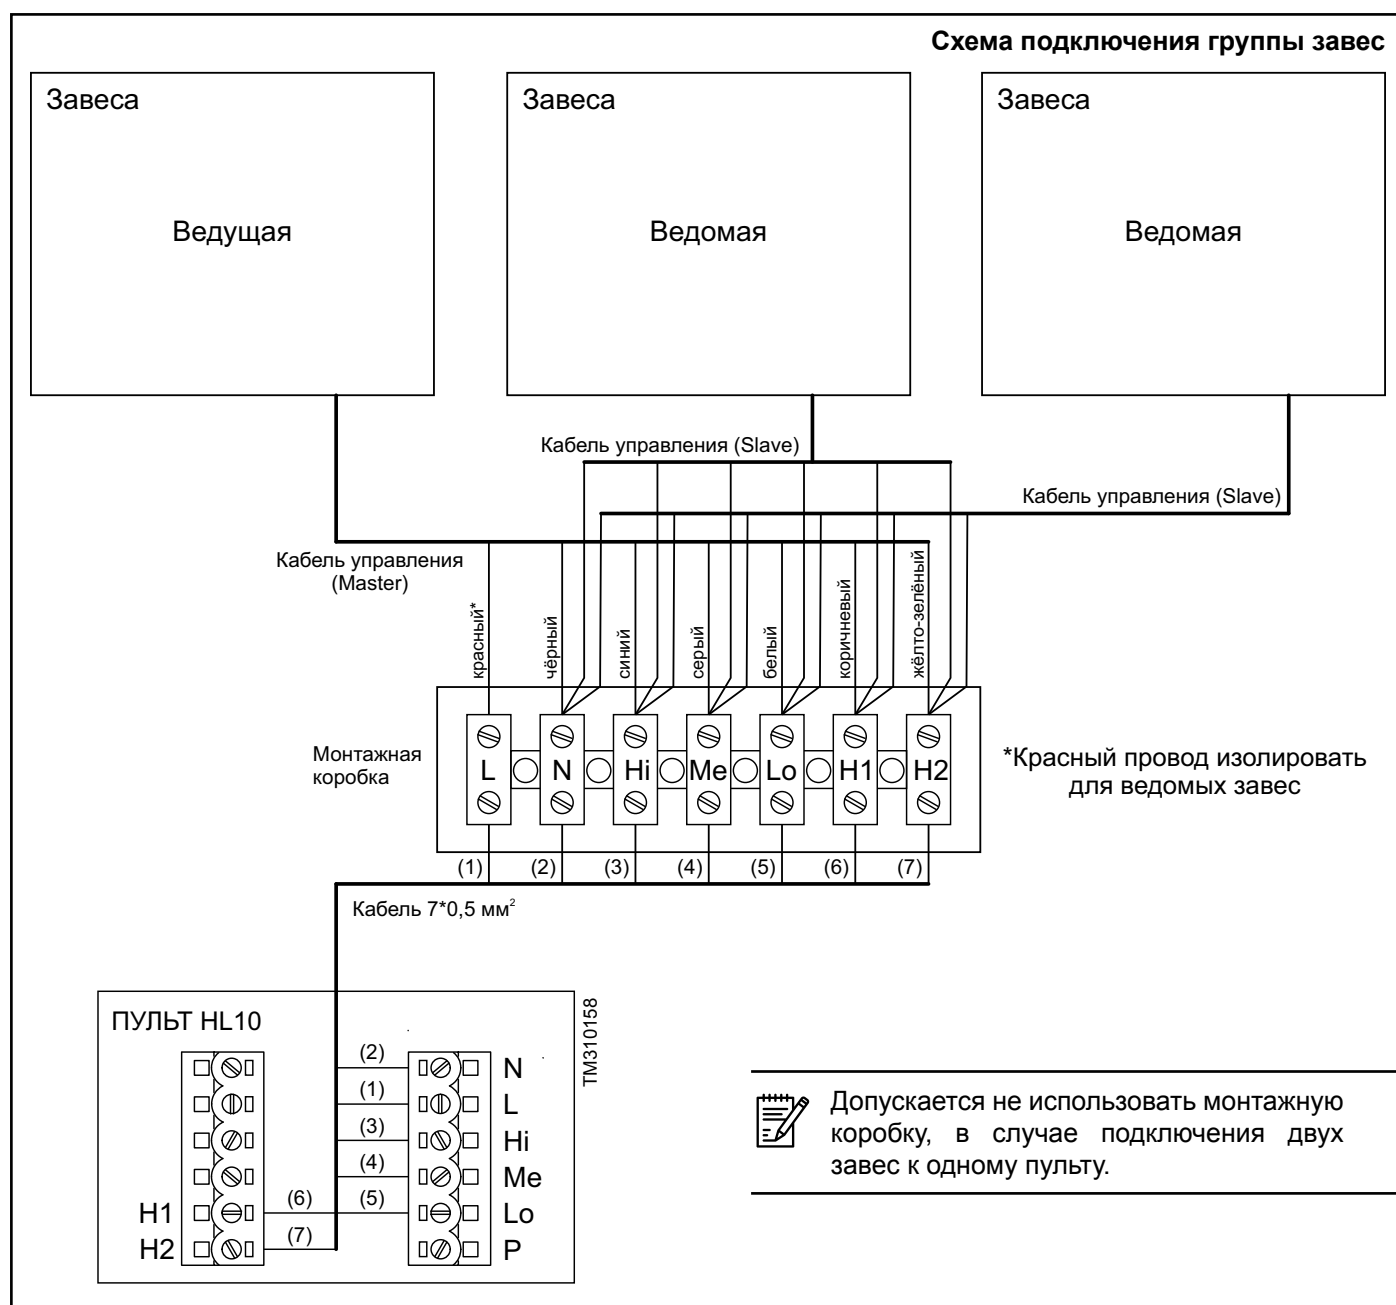 Схема подключения группы завес
Завеса
Ведущая
Завеса
Ведомая
Завеса
Ведомая
Кабель управления (Slave)
Кабель управления (Slave)
Кабель управления
(Master)
красный*
чёрный
синий
серый
белый
коричневый
жёлто-зелёный
Монтажная
коробка
L
N
Hi
Me
Lo
H1
H2
*Красный провод изолировать
для ведомых завес
(1)
(2)
(3)
(4)
(5)
(6)
(7)
Кабель 7*0,5 мм²
ПУЛЬТ HL10
TM310158
(2)
N
(1)
L
(3)
Hi
(4)
Me
H1
(6)
(5)
Lo
H2
(7)
P
Допускается не использовать монтажную
коробку, в случае подключения двух
завес к одному пульту.